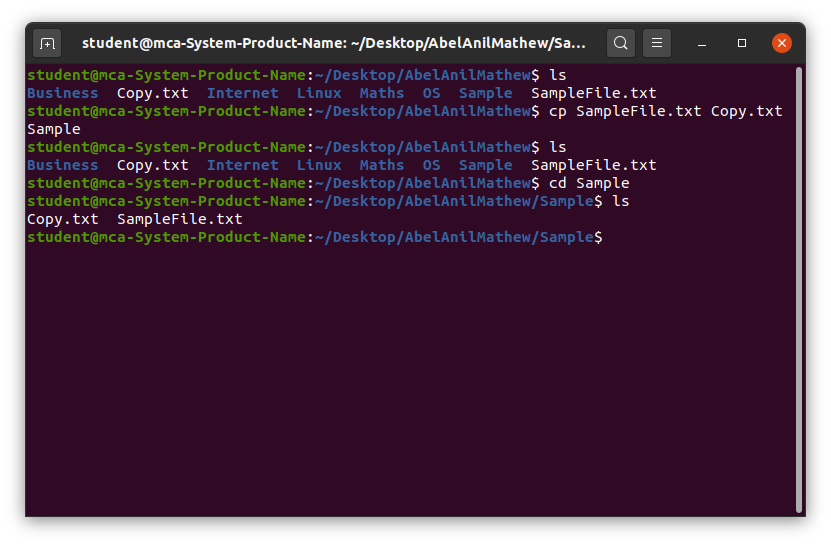 student@mca-System-Product-Name: ~/Desktop/AbelAnilMathew/Sa...
student@mca-System-Product-Name:~/Desktop/AbelAnilMathew$ ls
Business  Copy.txt  Internet  Linux  Maths  OS  Sample  SampleFile.txt
student@mca-System-Product-Name:~/Desktop/AbelAnilMathew$ cp SampleFile.txt Copy.txt
Sample
student@mca-System-Product-Name:~/Desktop/AbelAnilMathew$ ls
Business  Copy.txt  Internet  Linux  Maths  OS  Sample  SampleFile.txt
student@mca-System-Product-Name:~/Desktop/AbelAnilMathew$ cd Sample
student@mca-System-Product-Name:~/Desktop/AbelAnilMathew/Sample$ ls
Copy.txt  SampleFile.txt
student@mca-System-Product-Name:~/Desktop/AbelAnilMathew/Sample$